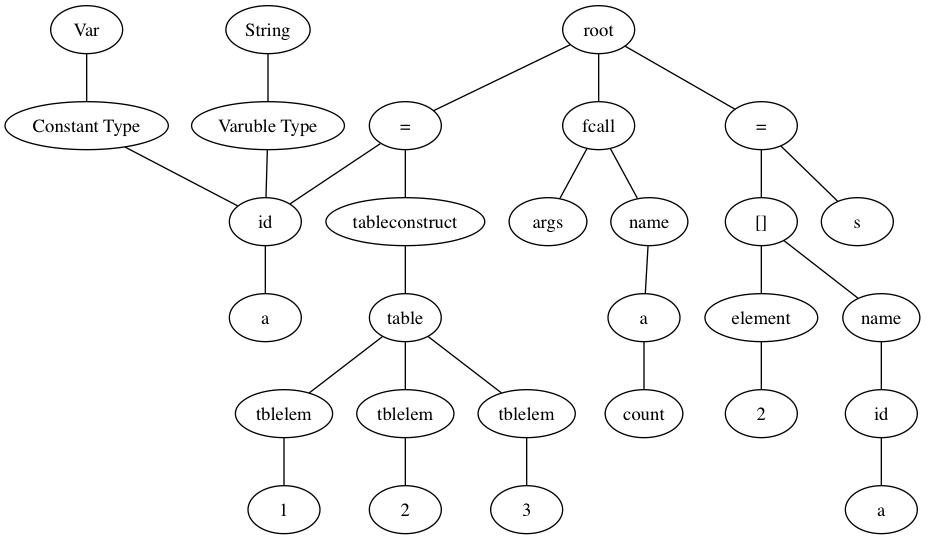 Var
String
root
Constant Type
Varuble Type
=
fcall
=
id
tableconstruct
args
name
[]
s
a
table
a
element
name
tblelem
tblelem
tblelem
count
2
id
1
2
3
a